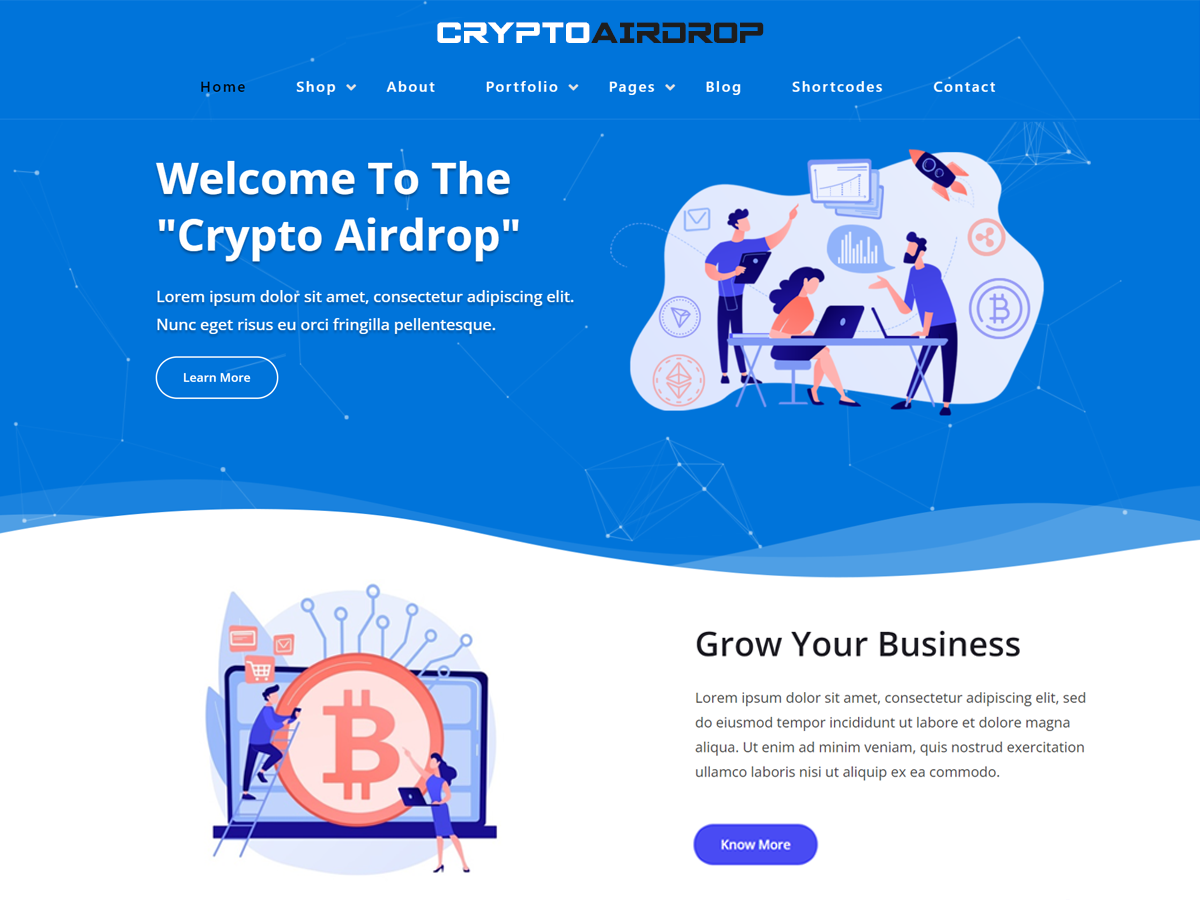 CRYPTOAIRDROP
Home Shop About Portfolio Pages Blog Shortcodes Contact
Welcome To The
"Crypto Airdrop"
Lorem ipsum dolor sit amet, consectetur adipiscing elit.
Nunc eget risus eu orci fringilla pellentesque.
Learn More
Grow Your Business
Lorem ipsum dolor sit amet, consectetur adipiscing elit, sed
do eiusmod tempor incididunt ut labore et dolore magna
aliqua. Ut enim ad minim veniam, quis nostrud exercitation
ullamco laboris nisi ut aliquip ex ea commodo.
Know More